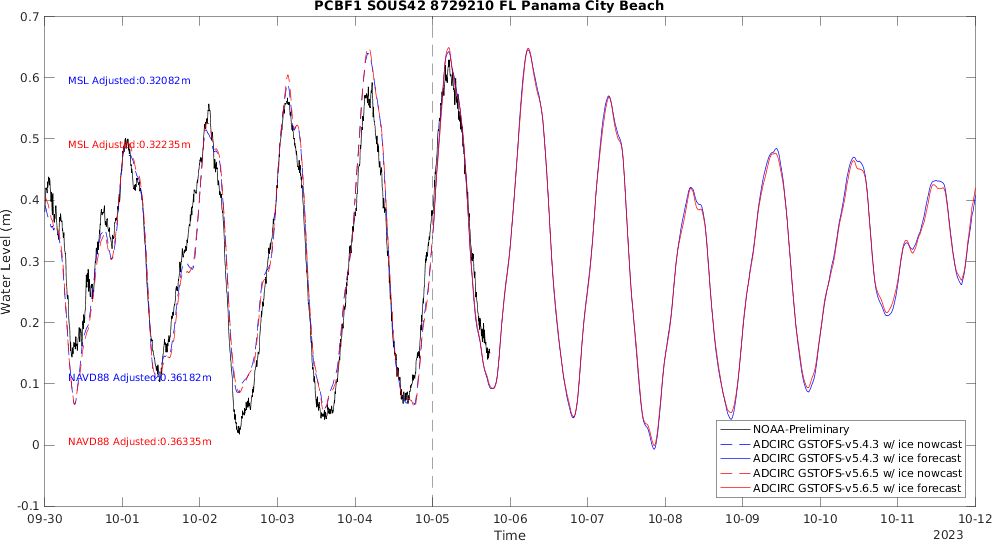 PCBF1 SOUS42 8729210 FL Panama City Beach
0.7
0.6
0.5
0.4
0.3
0.2
0.1
0
-0.1
Water Level (m)
MSL Adjusted:0.32082m
MSL Adjusted:0.32235m
NAVD88 Adjusted:0.36182m
NAVD88 Adjusted:0.36335m
NOAA-Preliminary
ADCIRC GSTOFS-v5.4.3 w/ ice nowcast
ADCIRC GSTOFS-v5.4.3 w/ ice forecast
ADCIRC GSTOFS-v5.6.5 w/ ice nowcast
ADCIRC GSTOFS-v5.6.5 w/ ice forecast
09-30 10-01 10-02 10-03 10-04 10-05 10-06 10-07 10-08 10-09 10-10 10-11 10-12
Time
2023